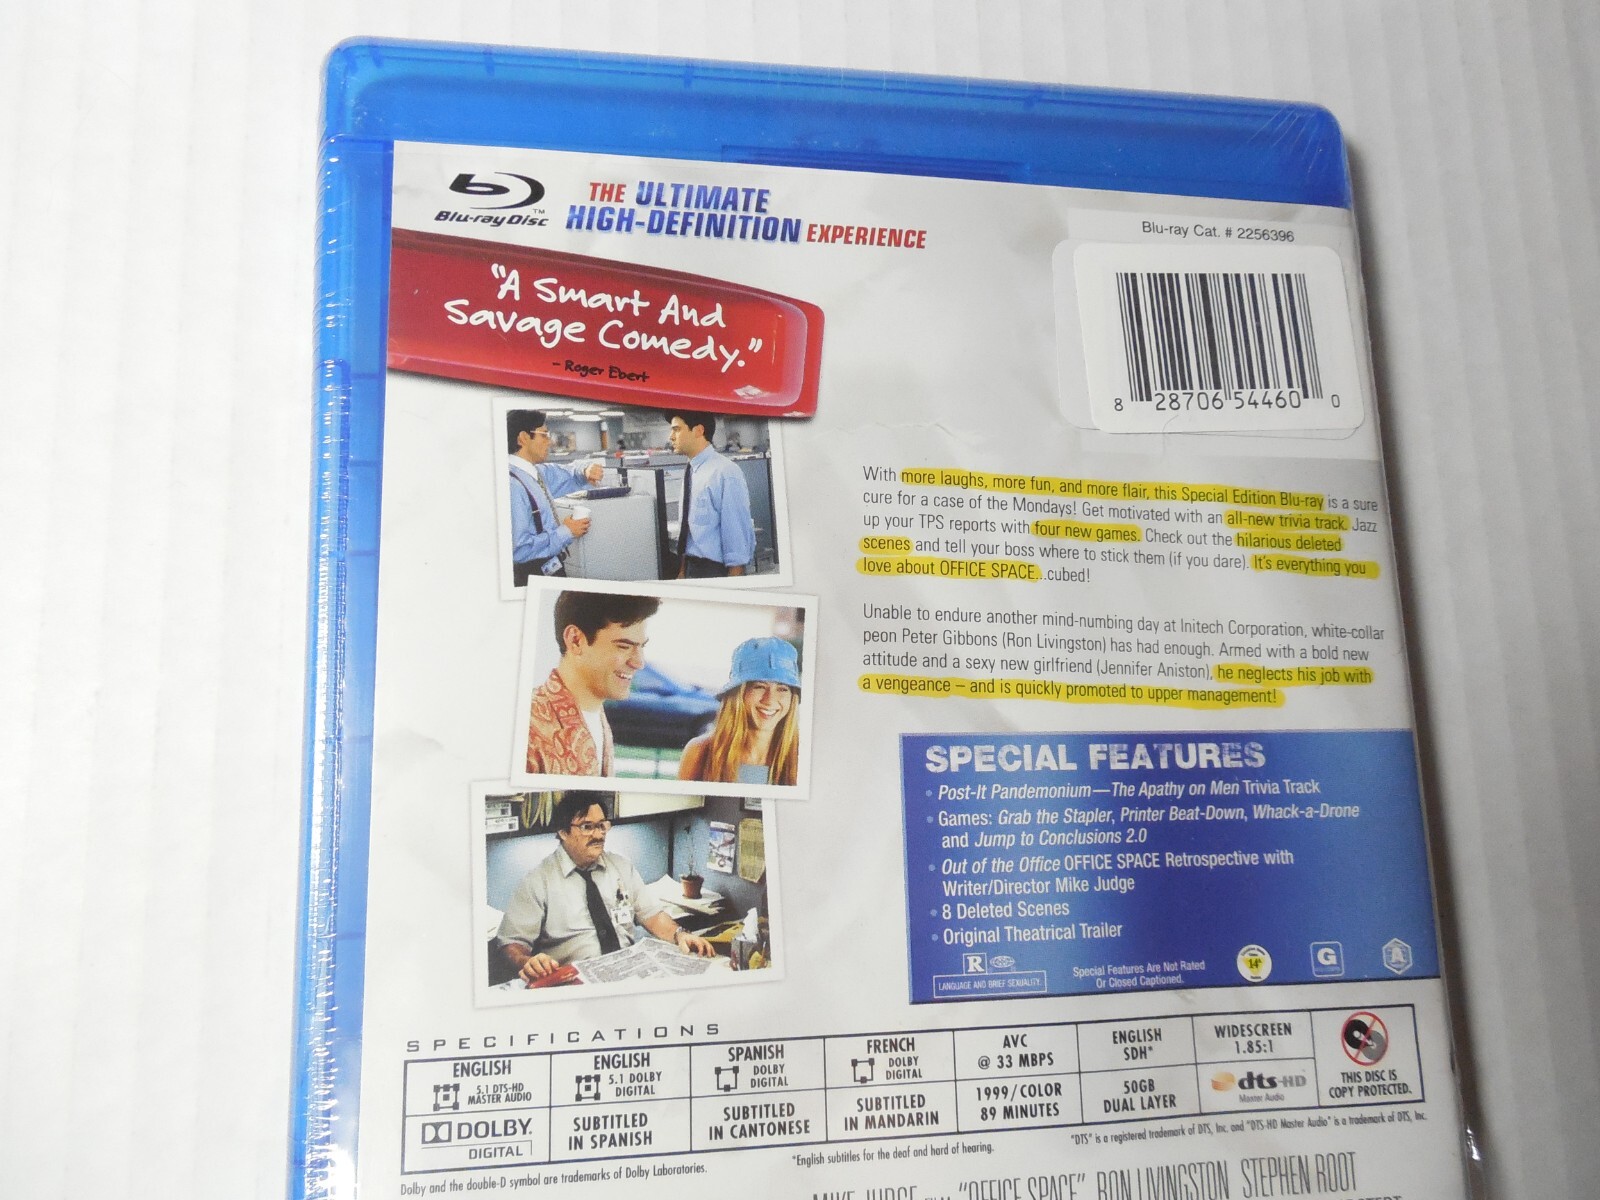 Blu-ray Disc™
THE ULTIMATE
HIGH-DEFINITION EXPERIENCE
Blu-ray Cat. # 2256396
"A Smart And
Savage Comedy."
- Roger Ebert
8 28706 54460 0
With more laughs, more fun, and more flair, this Special Edition Blu-ray is a sure
cure for a case of the Mondays! Get motivated with an all-new trivia track. Jazz
up your TPS reports with four new games. Check out the hilarious deleted
scenes and tell your boss where to stick them (if you dare). It's everything you
love about OFFICE SPACE...cubed!
Unable to endure another mind-numbing day at Initech Corporation, white-collar
peon Peter Gibbons (Ron Livingston) has had enough. Armed with a bold new
attitude and a sexy new girlfriend (Jennifer Aniston), he neglects his job with
a vengeance – and is quickly promoted to upper management!
SPECIAL FEATURES
• Post-It Pandemonium—The Apathy on Men Trivia Track
• Games: Grab the Stapler, Printer Beat-Down, Whack-a-Drone
and Jump to Conclusions 2.0
• Out of the Office OFFICE SPACE Retrospective with
Writer/Director Mike Judge
• 8 Deleted Scenes
• Original Theatrical Trailer
R
LANGUAGE AND BRIEF SEXUALITY.
Special Features Are Not Rated
Or Closed Captioned.
14
G
A
SPECIFICATIONS
ENGLISH
5.1 DTS-HD
MASTER AUDIO
ENGLISH
5.1 DOLBY
DIGITAL
SPANISH
DOLBY
DIGITAL
FRENCH
DOLBY
DIGITAL
AVC
@ 33 MBPS
ENGLISH
SDH*
WIDESCREEN
1.85:1
THIS DISC IS
COPY PROTECTED.
DOLBY
DIGITAL
SUBTITLED
IN SPANISH
SUBTITLED
IN CANTONESE
SUBTITLED
IN MANDARIN
1999/COLOR
89 MINUTES
50GB
DUAL LAYER
dts-HD
Master Audio
Dolby and the double-D symbol are trademarks of Dolby Laboratories.
*English subtitles for the deaf and hard of hearing.
"DTS" is a registered trademark of DTS, Inc. and "DTS-HD Master Audio" is a trademark of DTS, Inc.
MIKE JUDGE "OFFICE SPACE" RON LIVINGSTON STEPHEN ROOT